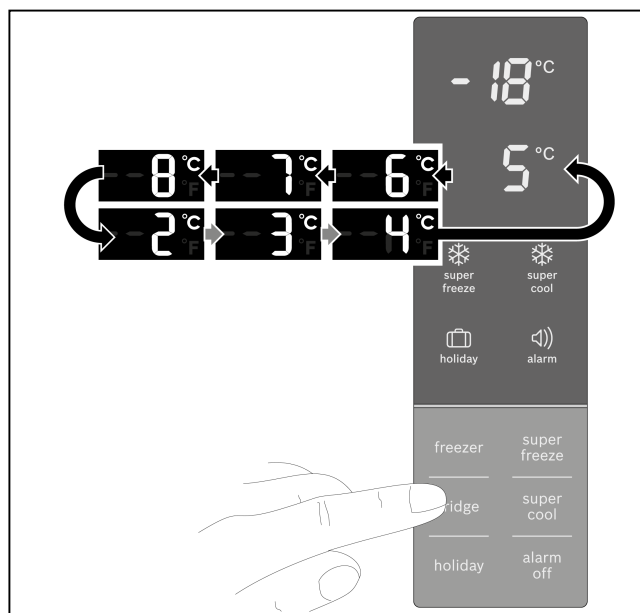 -18 °C
8 °C °F
7 °C °F
6 °C °F
5 °C
2 °C °F
3 °C °F
4 °C °F
super
freeze
super
cool
holiday
alarm
freezer
super
freeze
ridge
super
cool
holiday
alarm
off